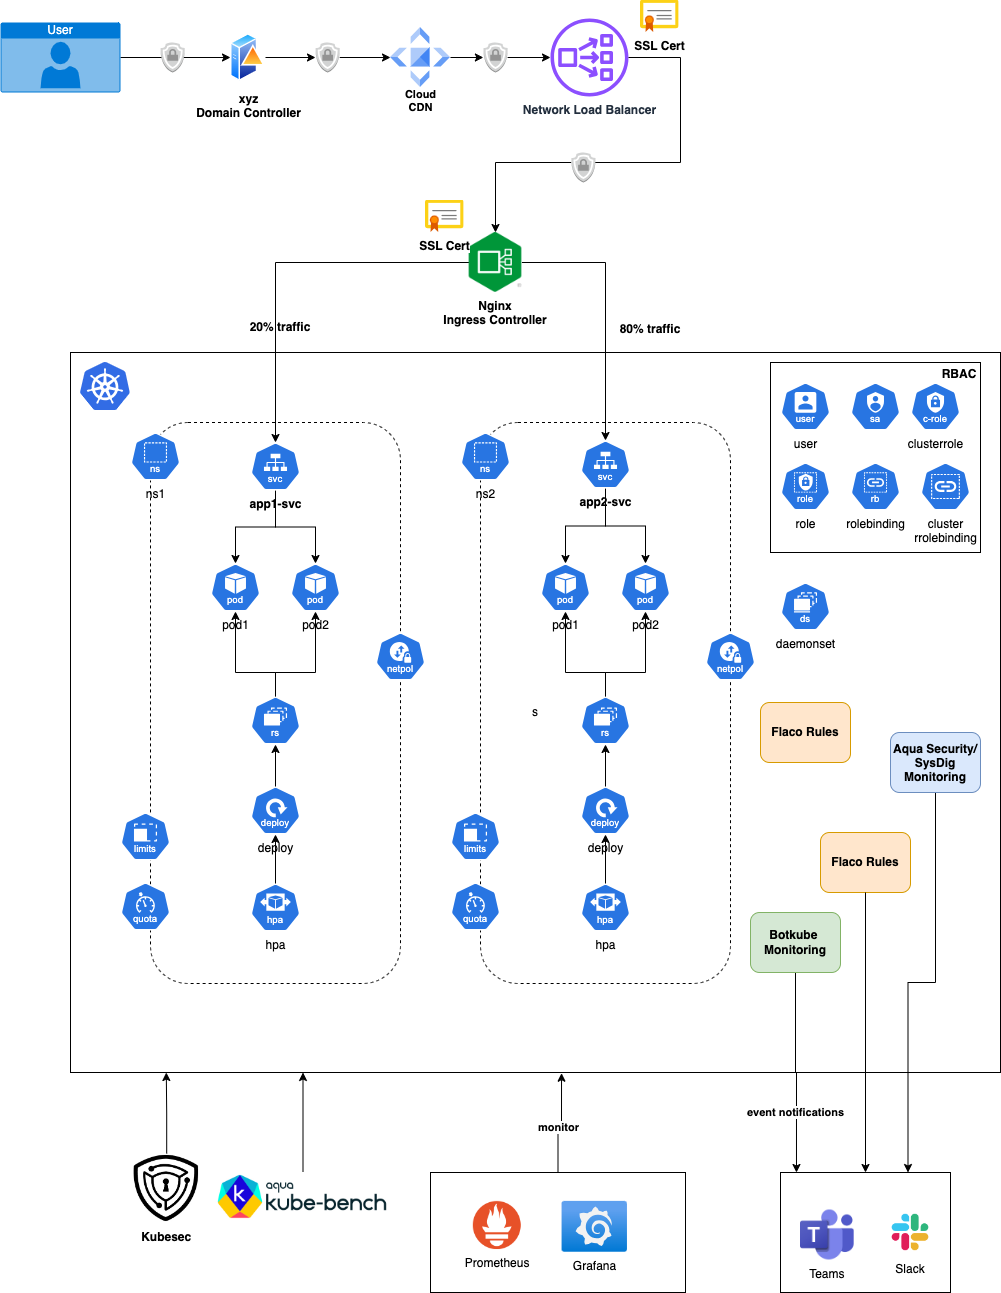 User
SSL Cert
xyz
Domain Controller
Cloud
CDN
Network Load Balancer
SSL Cert
Nginx
Ingress Controller
20% traffic
80% traffic
RBAC
user
sa
c-role
user
clusterrole
role
rb
role
rolebinding
cluster
rrolebinding
ns
ns1
svc
app1-svc
pod
pod
pod1
pod2
netpol
rs
limits
deploy
deploy
quota
hpa
hpa
ns
ns2
svc
app2-svc
pod
pod
pod1
pod2
netpol
s
rs
limits
deploy
deploy
quota
hpa
hpa
ds
daemonset
Flaco Rules
Aqua Security/
SysDig
Monitoring
Flaco Rules
Botkube
Monitoring
event notifications
monitor
Kubesec
aqua
kube-bench
Prometheus
Grafana
T
Teams
Slack